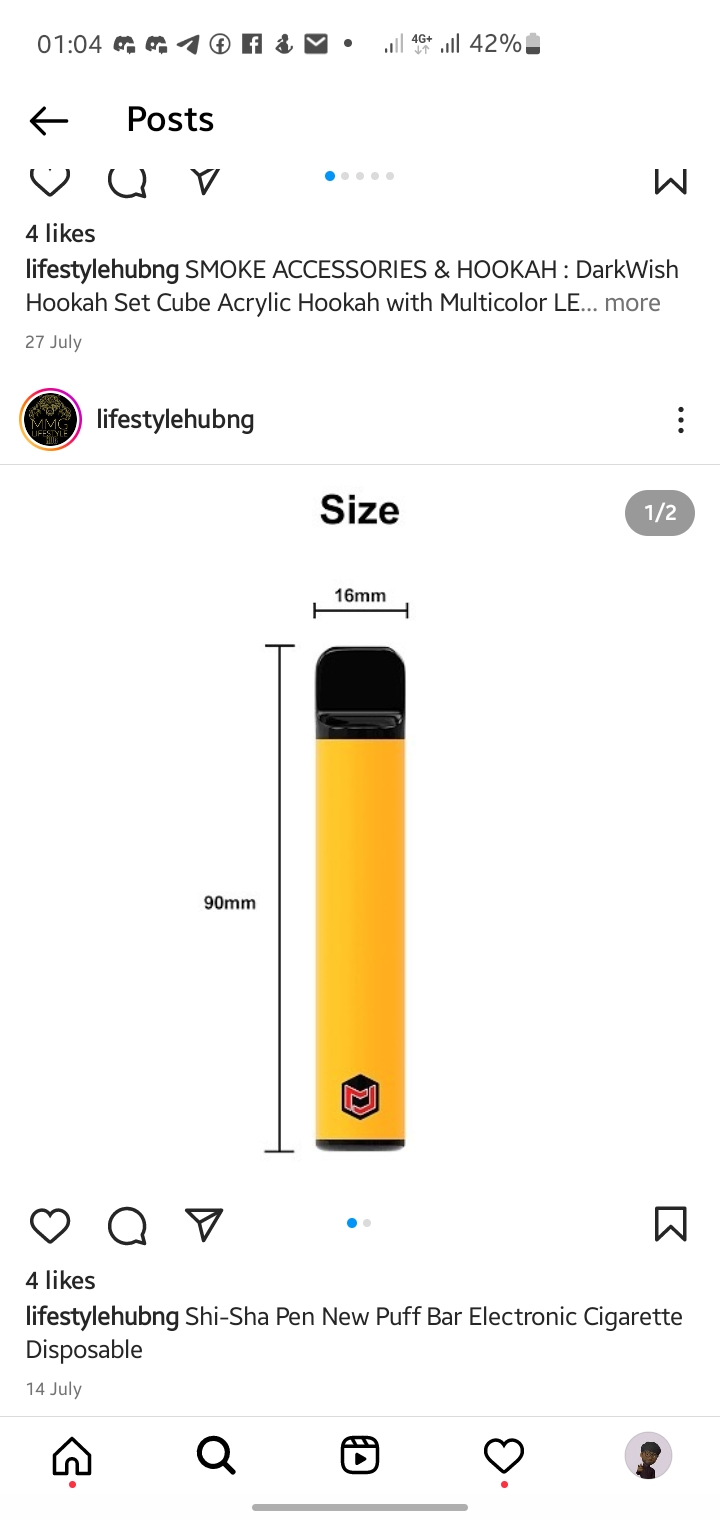 01:04 4G+ 42%
Posts
4 likes
lifestylehubng SMOKE ACCESSORIES & HOOKAH : DarkWish
Hookah Set Cube Acrylic Hookah with Multicolor LE... more
27 July
MMG
LIFESTYLE
HUB
lifestylehubng
Size
1/2
16mm
90mm
4 likes
lifestylehubng Shi-Sha Pen New Puff Bar Electronic Cigarette
Disposable
14 July